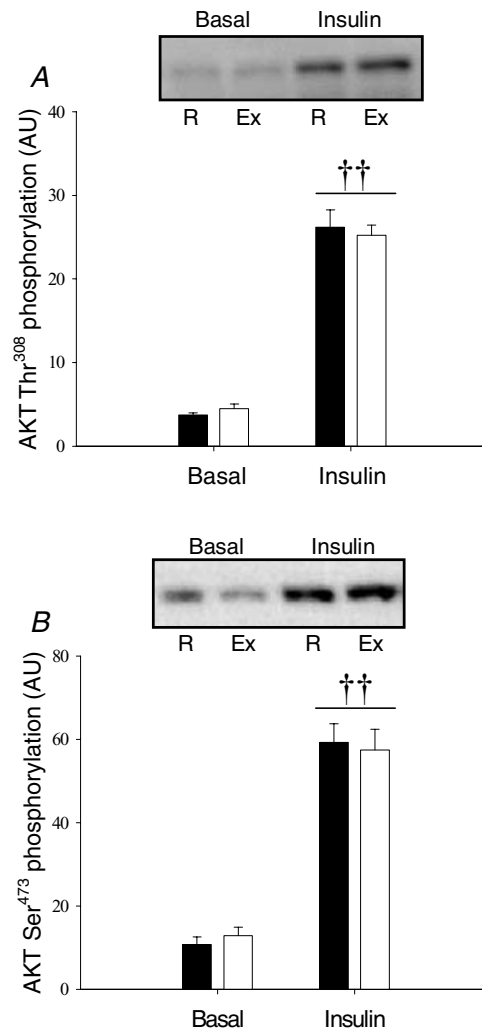 Basal Insulin
A
R Ex R Ex
40
30
20
10
0
††
AKT Thr308 phosphorylation (AU)
Basal Insulin
Basal Insulin
B
R Ex R Ex
80
60
40
20
0
††
AKT Ser473 phosphorylation (AU)
Basal Insulin